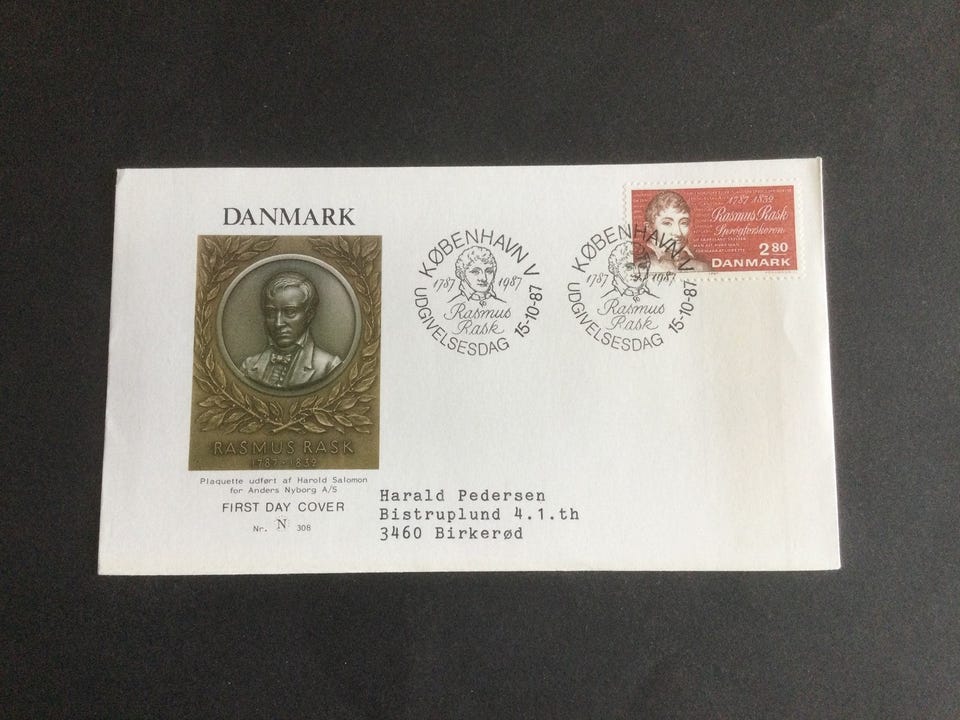 DANMARK
RASMUS RASK
1787-1832
Plaquette udført af Harold Salomon
for Anders Nyborg A/S
FIRST DAY COVER
Nr. N 308
KØBENHAVN V
1787 1987
Rasmus
Rask
UDGIVELSESDAG 15-10-87
KØBENHAVN V
1787 1987
Rasmus
Rask
UDGIVELSESDAG 15-10-87
1787 1832
Rasmus Rask
Sprogforskeren
2 80
DANMARK
Harald Pedersen
Bistruplund 4.1.th
3460 Birkerød